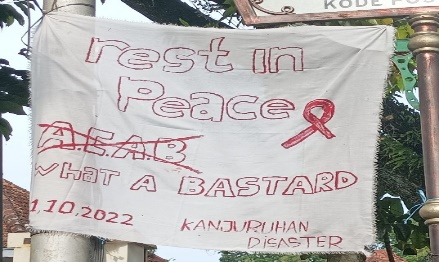 KODE POS
rest in
Peace
A.C.A.B
WHAT A BASTARD
1.10.2022
KANJURUHAN
DISASTER